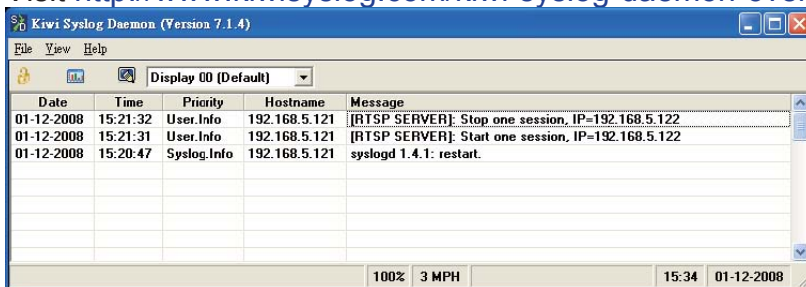 Kiwi Syslog Daemon (Version 7.1.4)
File View Help
Display 00 (Default)
Date Time Priority Hostname Message
01-12-2008 15:21:32 User.Info 192.168.5.121 [RTSP SERVER]: Stop one session, IP=192.168.5.122
01-12-2008 15:21:31 User.Info 192.168.5.121 [RTSP SERVER]: Start one session, IP=192.168.5.122
01-12-2008 15:20:47 Syslog.Info 192.168.5.121 syslogd 1.4.1: restart.
100% 3 MPH 15:34 01-12-2008